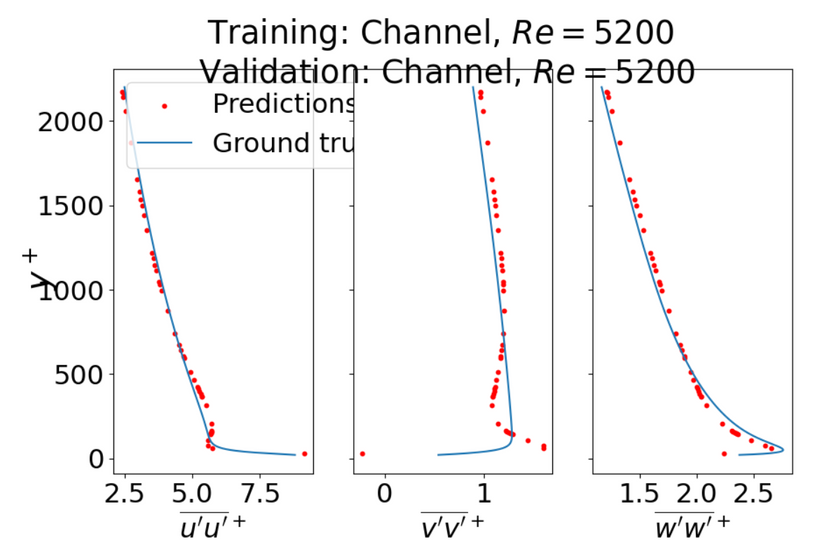 Training: Channel, Re = 5200
Validation: Channel, Re = 5200
Predictions
Ground tru
2000
1500
1000
500
0
y⁺
2.5 5.0 7.5
0 1
1.5 2.0 2.5
u′u′⁺
v′v′⁺
w′w′⁺